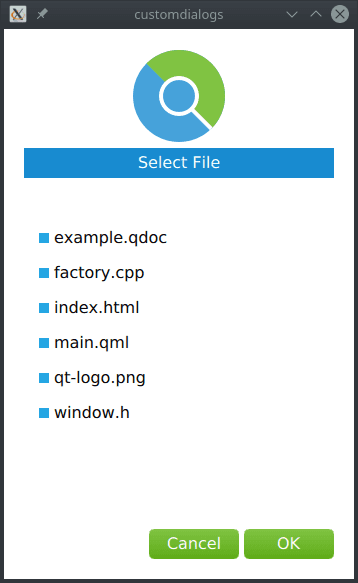 customdialogs
Select File
example.qdoc
factory.cpp
index.html
main.qml
qt-logo.png
window.h
Cancel OK